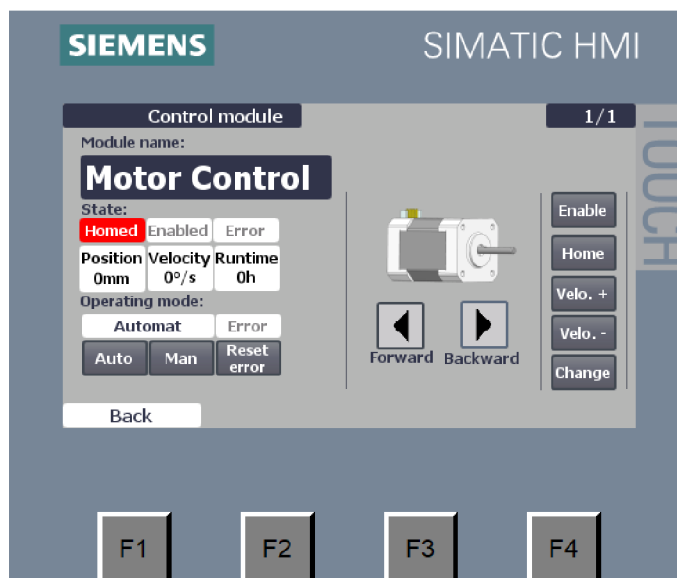 SIEMENS
SIMATIC HMI
TOUCH
Control module
1/1
Module name:
Motor Control
State:
Homed Enabled Error
Position Velocity Runtime
0mm 0°/s 0h
Operating mode:
Automat Error
Auto Man Reset error
Forward Backward
Enable
Home
Velo. +
Velo. -
Change
Back
F1 F2 F3 F4